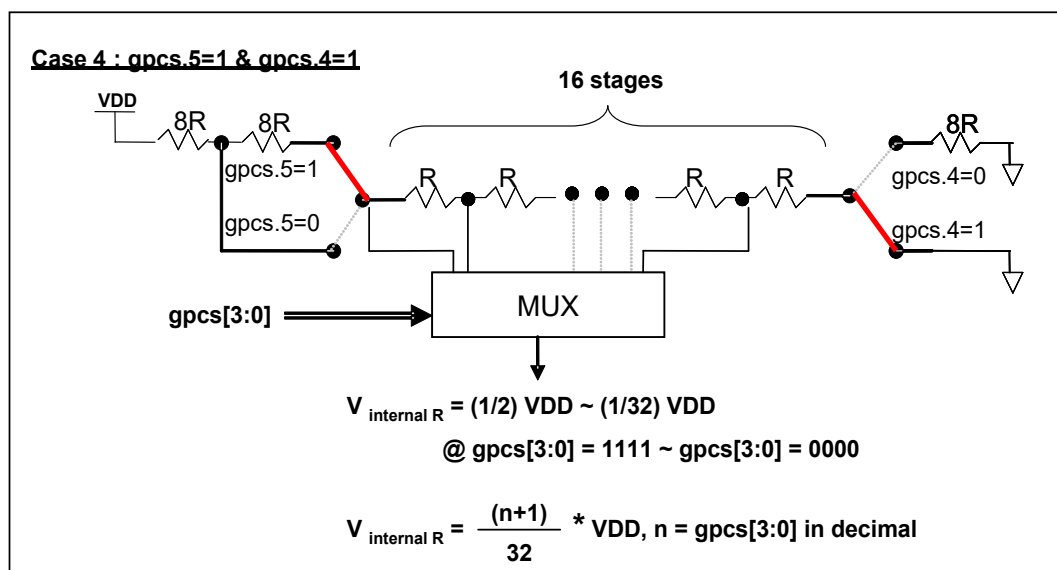 Case 4 : gpcs.5=1 & gpcs.4=1
16 stages
VDD
8R
8R
8R
gpcs.5=1
R
R
R
R
gpcs.4=0
gpcs.5=0
gpcs.4=1
MUX
gpcs[3:0]
V internal R = (1/2) VDD ~ (1/32) VDD
@ gpcs[3:0] = 1111 ~ gpcs[3:0] = 0000
V internal R = (n+1) / 32 * VDD, n = gpcs[3:0] in decimal